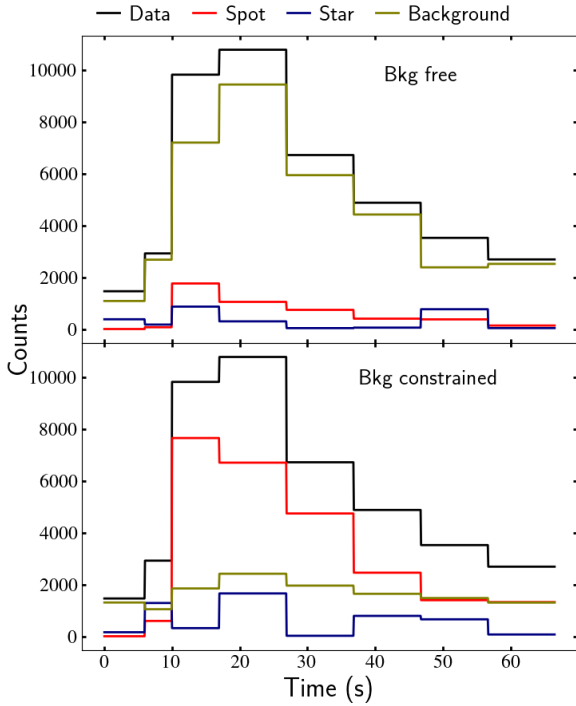 Data Spot Star Background
Bkg free
10000
8000
6000
4000
2000
0
Counts
Bkg constrained
10000
8000
6000
4000
2000
0
0 10 20 30 40 50 60
Time (s)